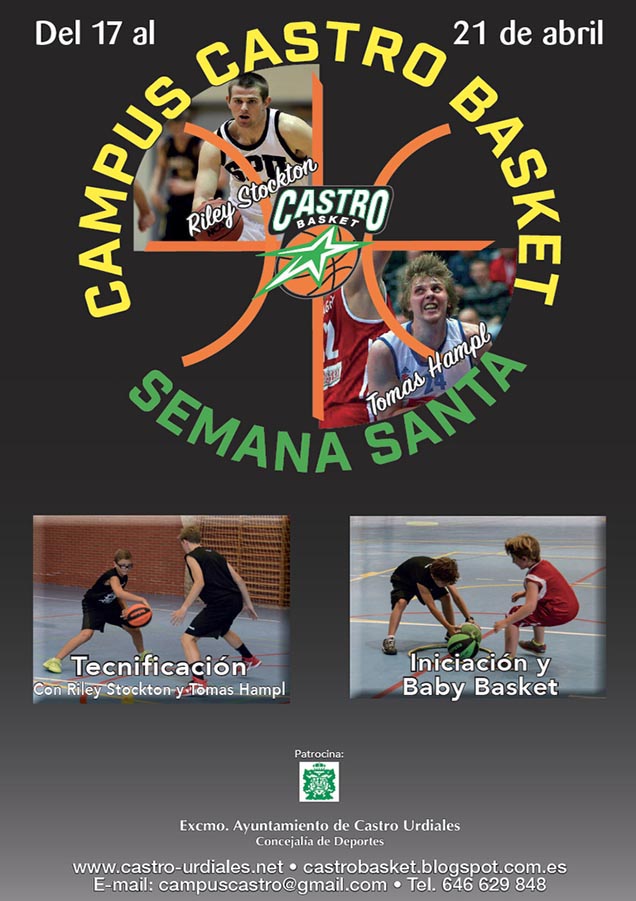 Del 17 al 21 de abril
CAMPUS CASTRO BASKET
SPU
Riley Stockton
CASTRO
BASKET
Tomas Hampl
24
SEMANA SANTA
Tecnificación
Con Riley Stockton y Tomas Hampl
Iniciación y
Baby Basket
Patrocina:
Excmo. Ayuntamiento de Castro Urdiales
Concejalía de Deportes
www.castro-urdiales.net • castrobasket.blogspot.com.es
E-mail: campuscastro@gmail.com • Tel. 646 629 848